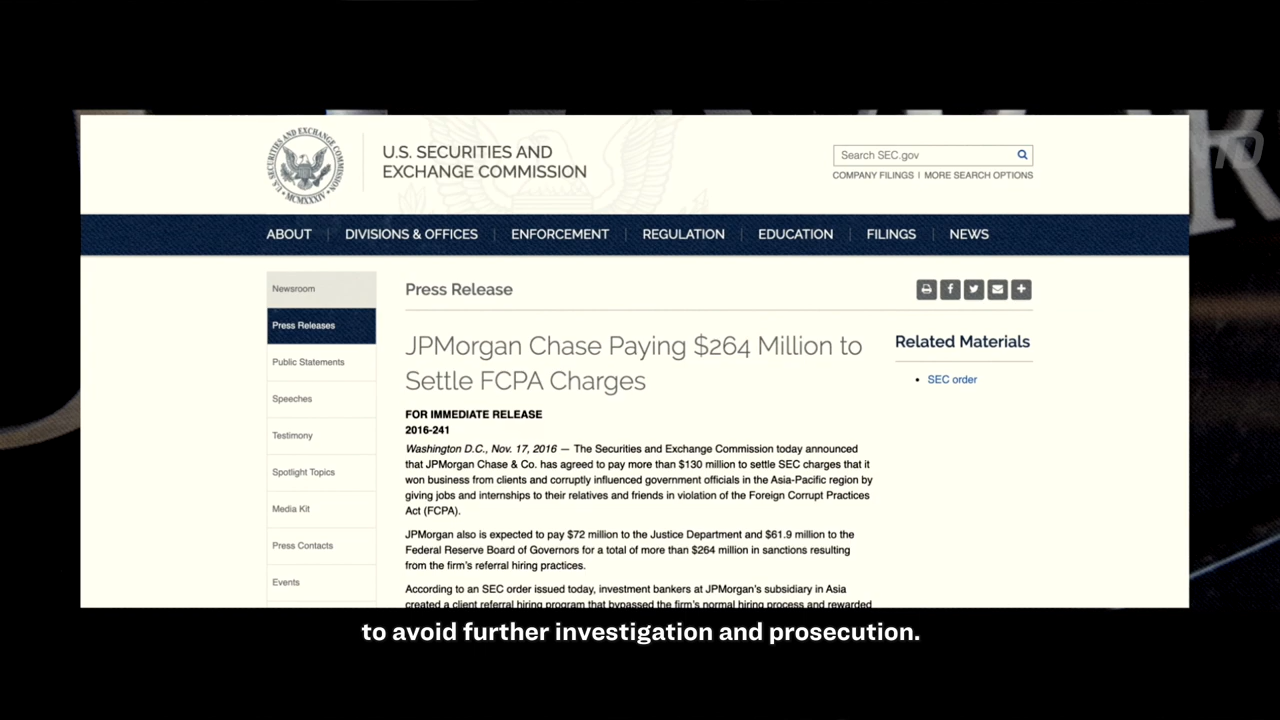 U.S. SECURITIES AND EXCHANGE COMMISSION
MCMXXXIV
U.S. SECURITIES AND
EXCHANGE COMMISSION
Search SEC.gov
COMPANY FILINGS | MORE SEARCH OPTIONS
ABOUT | DIVISIONS & OFFICES | ENFORCEMENT | REGULATION | EDUCATION | FILINGS | NEWS
Newsroom
Press Releases
Public Statements
Speeches
Testimony
Spotlight Topics
Media Kit
Press Contacts
Events
Press Release
JPMorgan Chase Paying $264 Million to
Settle FCPA Charges
FOR IMMEDIATE RELEASE
2016-241
Washington D.C., Nov. 17, 2016 — The Securities and Exchange Commission today announced
that JPMorgan Chase & Co. has agreed to pay more than $130 million to settle SEC charges that it
won business from clients and corruptly influenced government officials in the Asia-Pacific region by
giving jobs and internships to their relatives and friends in violation of the Foreign Corrupt Practices
Act (FCPA).
JPMorgan also is expected to pay $72 million to the Justice Department and $61.9 million to the
Federal Reserve Board of Governors for a total of more than $264 million in sanctions resulting
from the firm's referral hiring practices.
According to an SEC order issued today, investment bankers at JPMorgan's subsidiary in Asia
created a client referral hiring program that bypassed the firm's normal hiring process and rewarded
Related Materials
• SEC order
to avoid further investigation and prosecution.